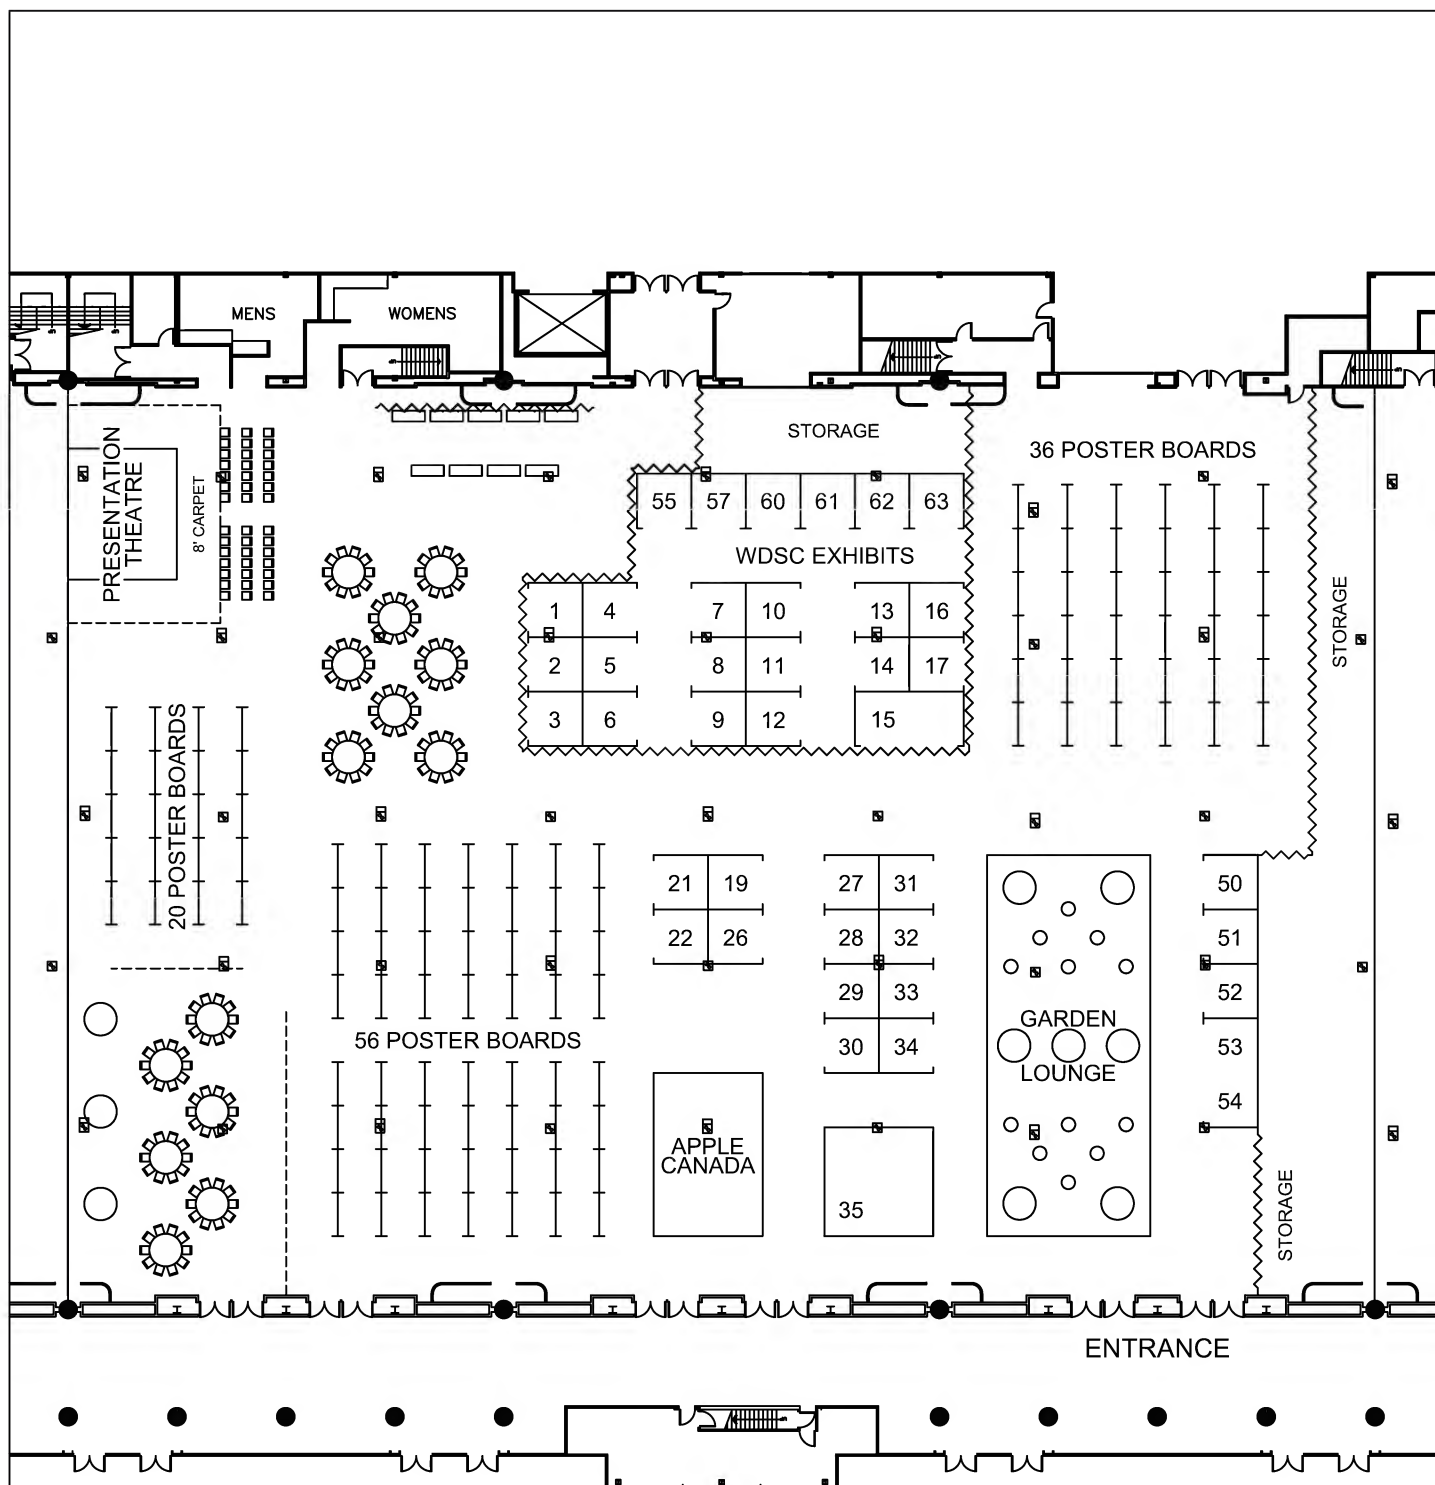 MENS
WOMENS
STORAGE
36 POSTER BOARDS
PRESENTATION
THEATRE
8' CARPET
55 57 60 61 62 63
WDSC EXHIBITS
STORAGE
1 4 7 10 13 16
2 5 8 11 14 17
3 6 9 12 15
20 POSTER BOARDS
21 19 27 31 50
22 26 28 32 51
29 33 52
GARDEN
56 POSTER BOARDS
30 34 53
LOUNGE
54
APPLE
CANADA
35
STORAGE
ENTRANCE